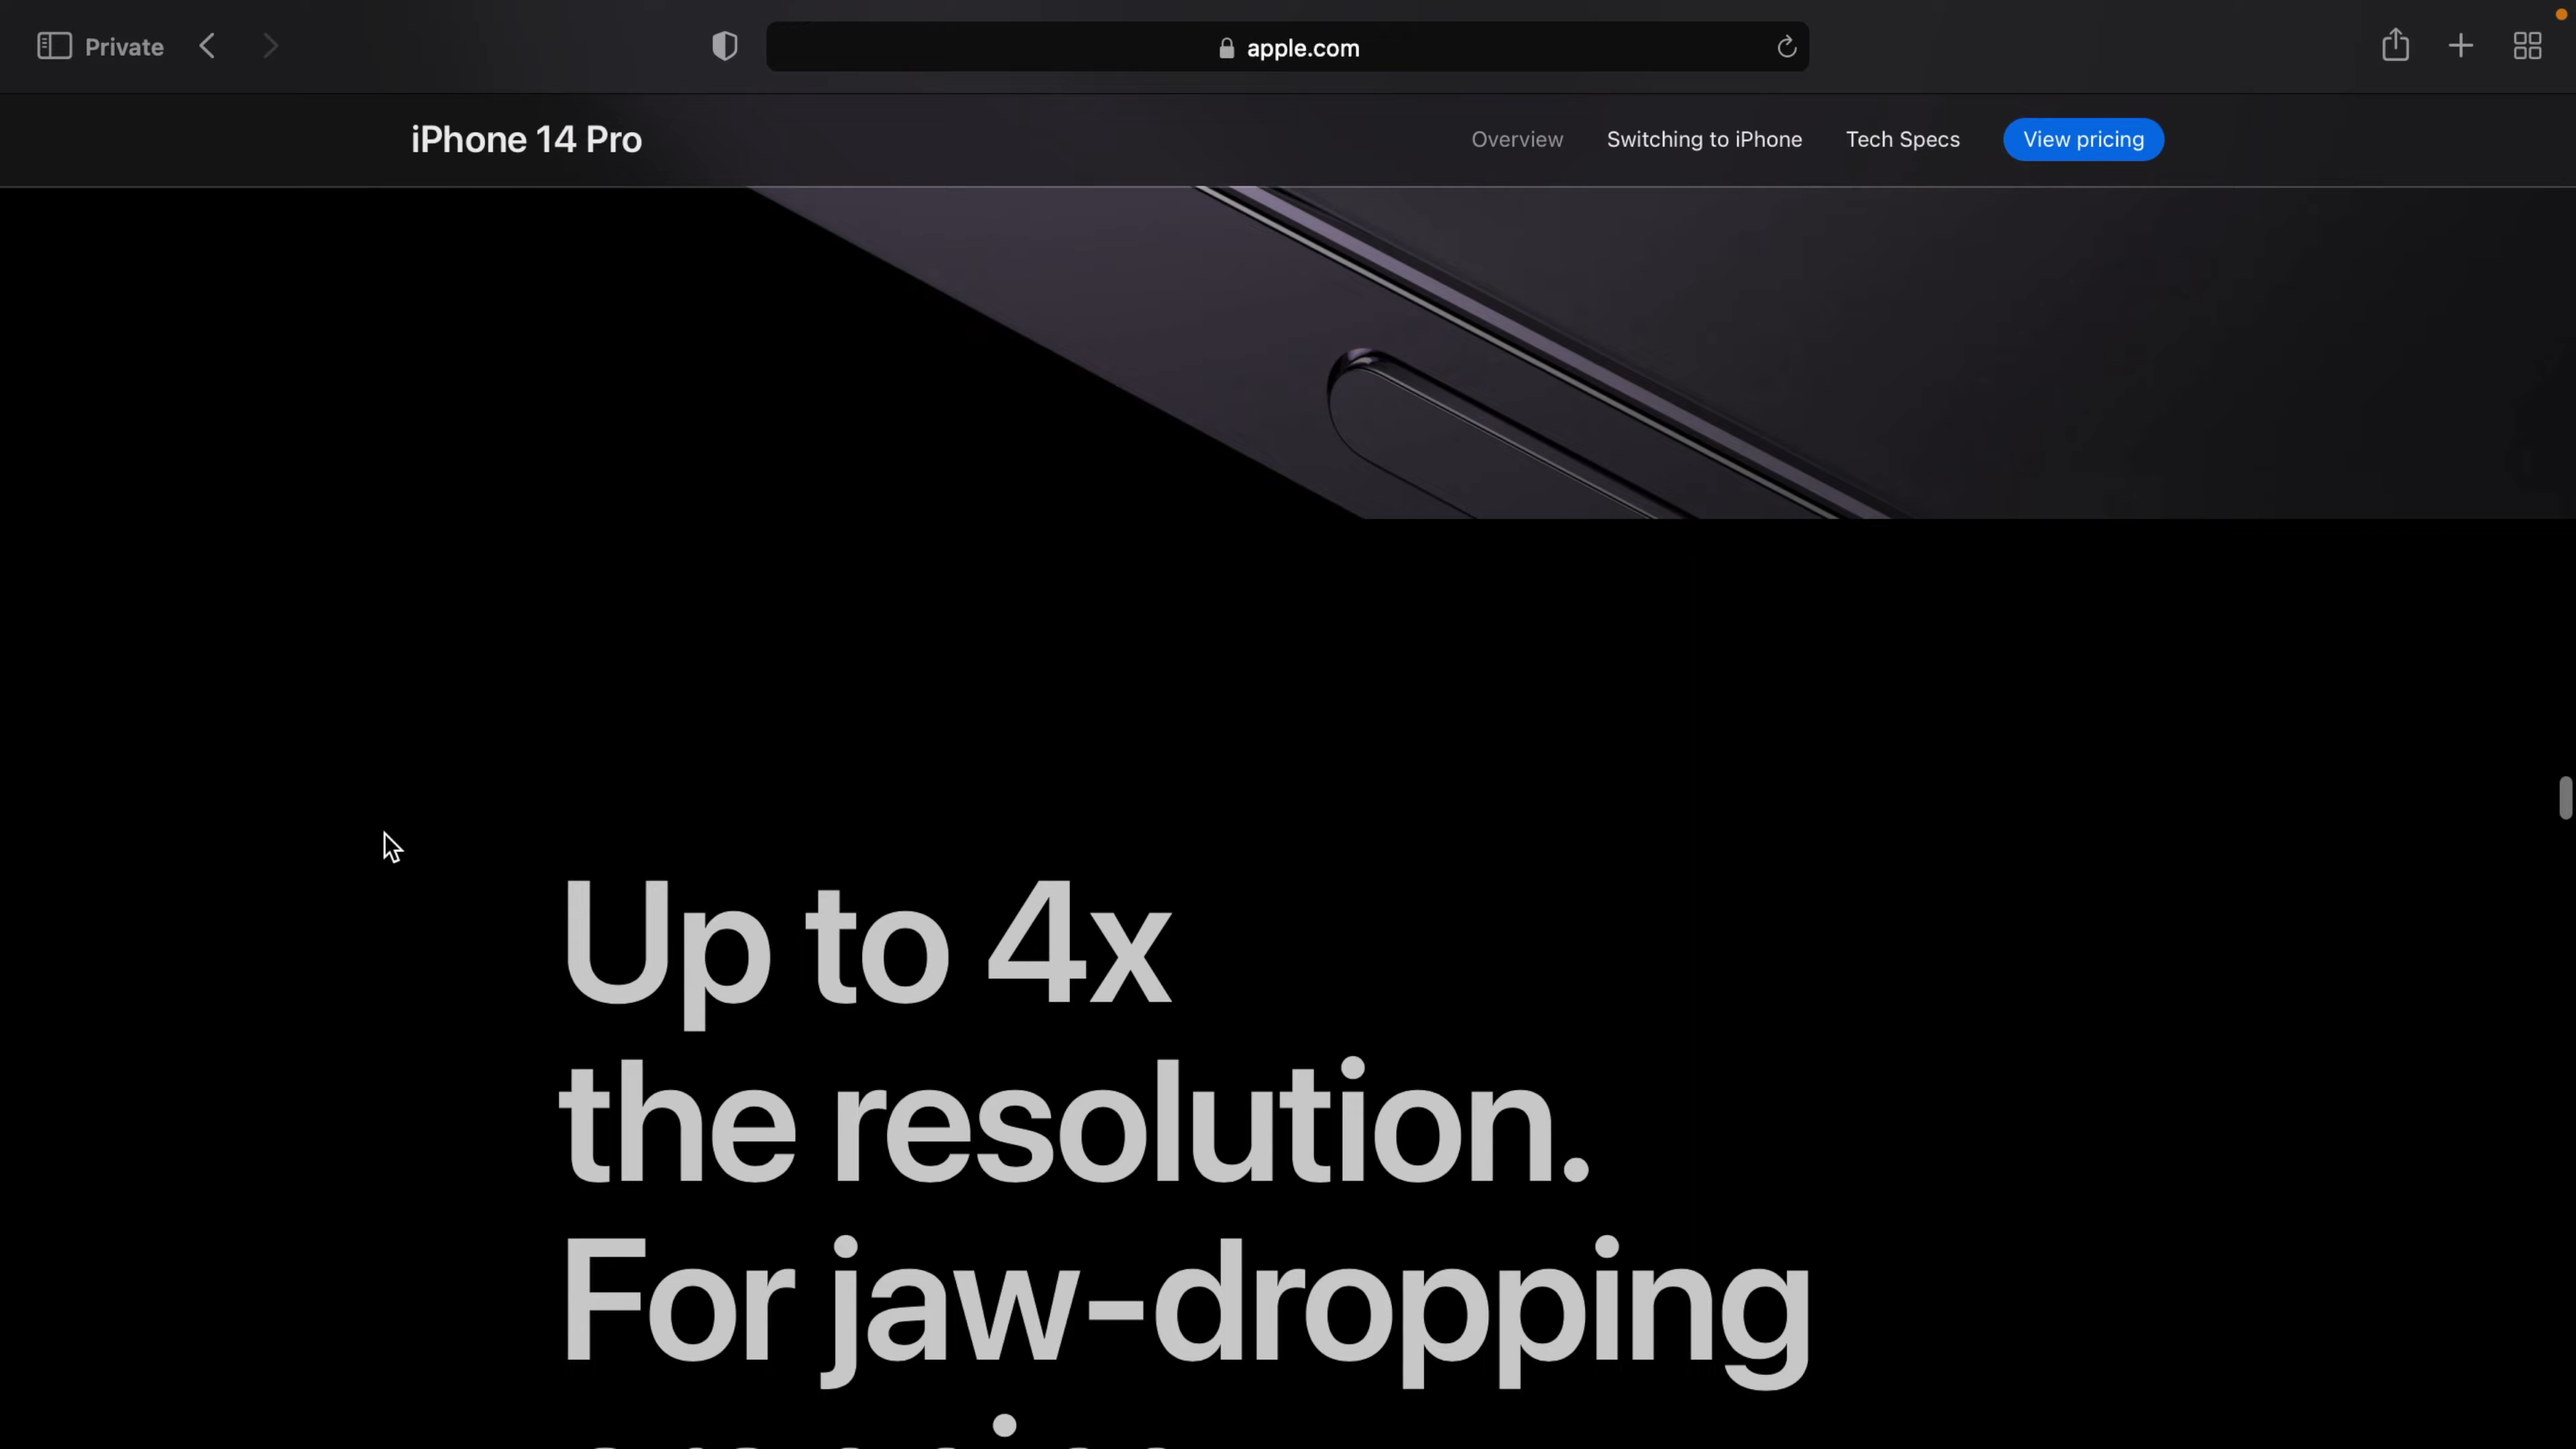 Private
apple.com
iPhone 14 Pro
Overview
Switching to iPhone
Tech Specs
View pricing
Up to 4x
the resolution.
For jaw-dropping